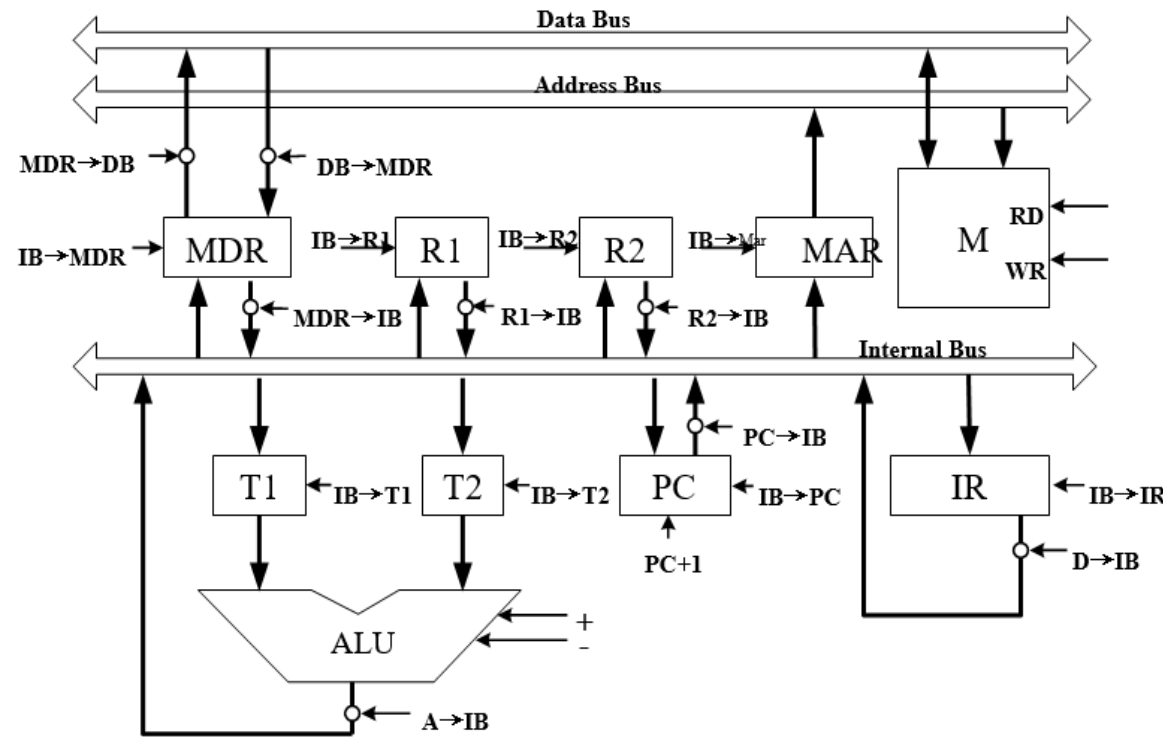 Data Bus
Address Bus
MDR→DB
DB→MDR
RD
IB→MDR
MDR
IB→R1
R1
IB→R2
R2
IB→Mar
MAR
M
WR
MDR→IB
R1→IB
R2→IB
Internal Bus
PC→IB
T1
IB→T1
T2
IB→T2
PC
IB→PC
IR
IB→IR
PC+1
D→IB
ALU
+
-
A→IB